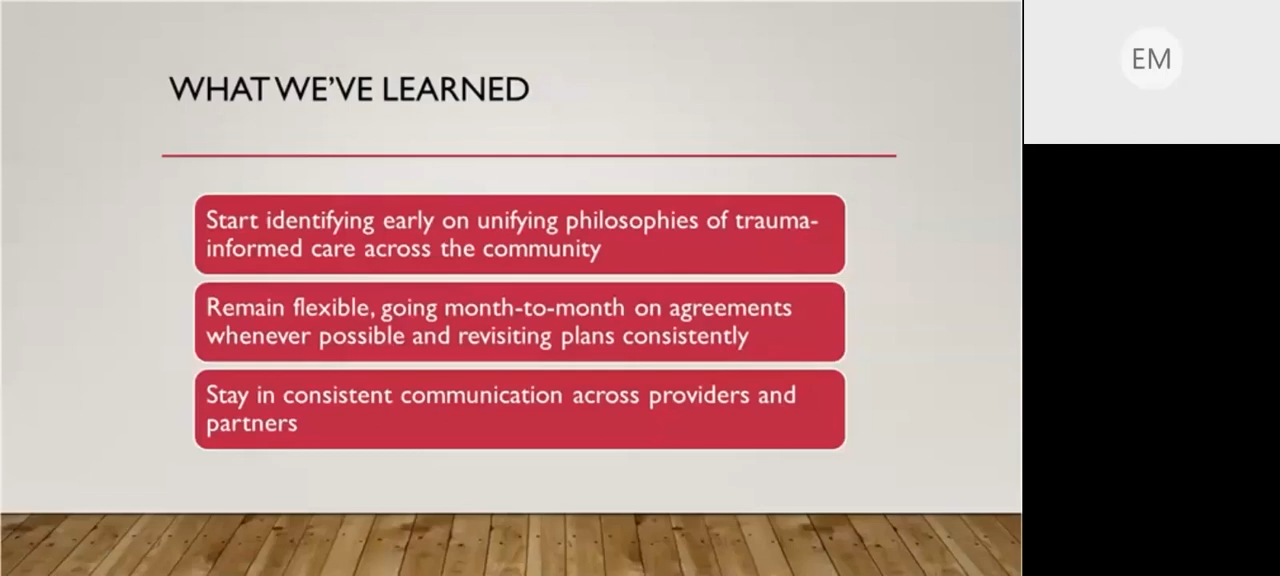 WHAT WE'VE LEARNED
Start identifying early on unifying philosophies of trauma-
informed care across the community
Remain flexible, going month-to-month on agreements
whenever possible and revisiting plans consistently
Stay in consistent communication across providers and
partners
EM